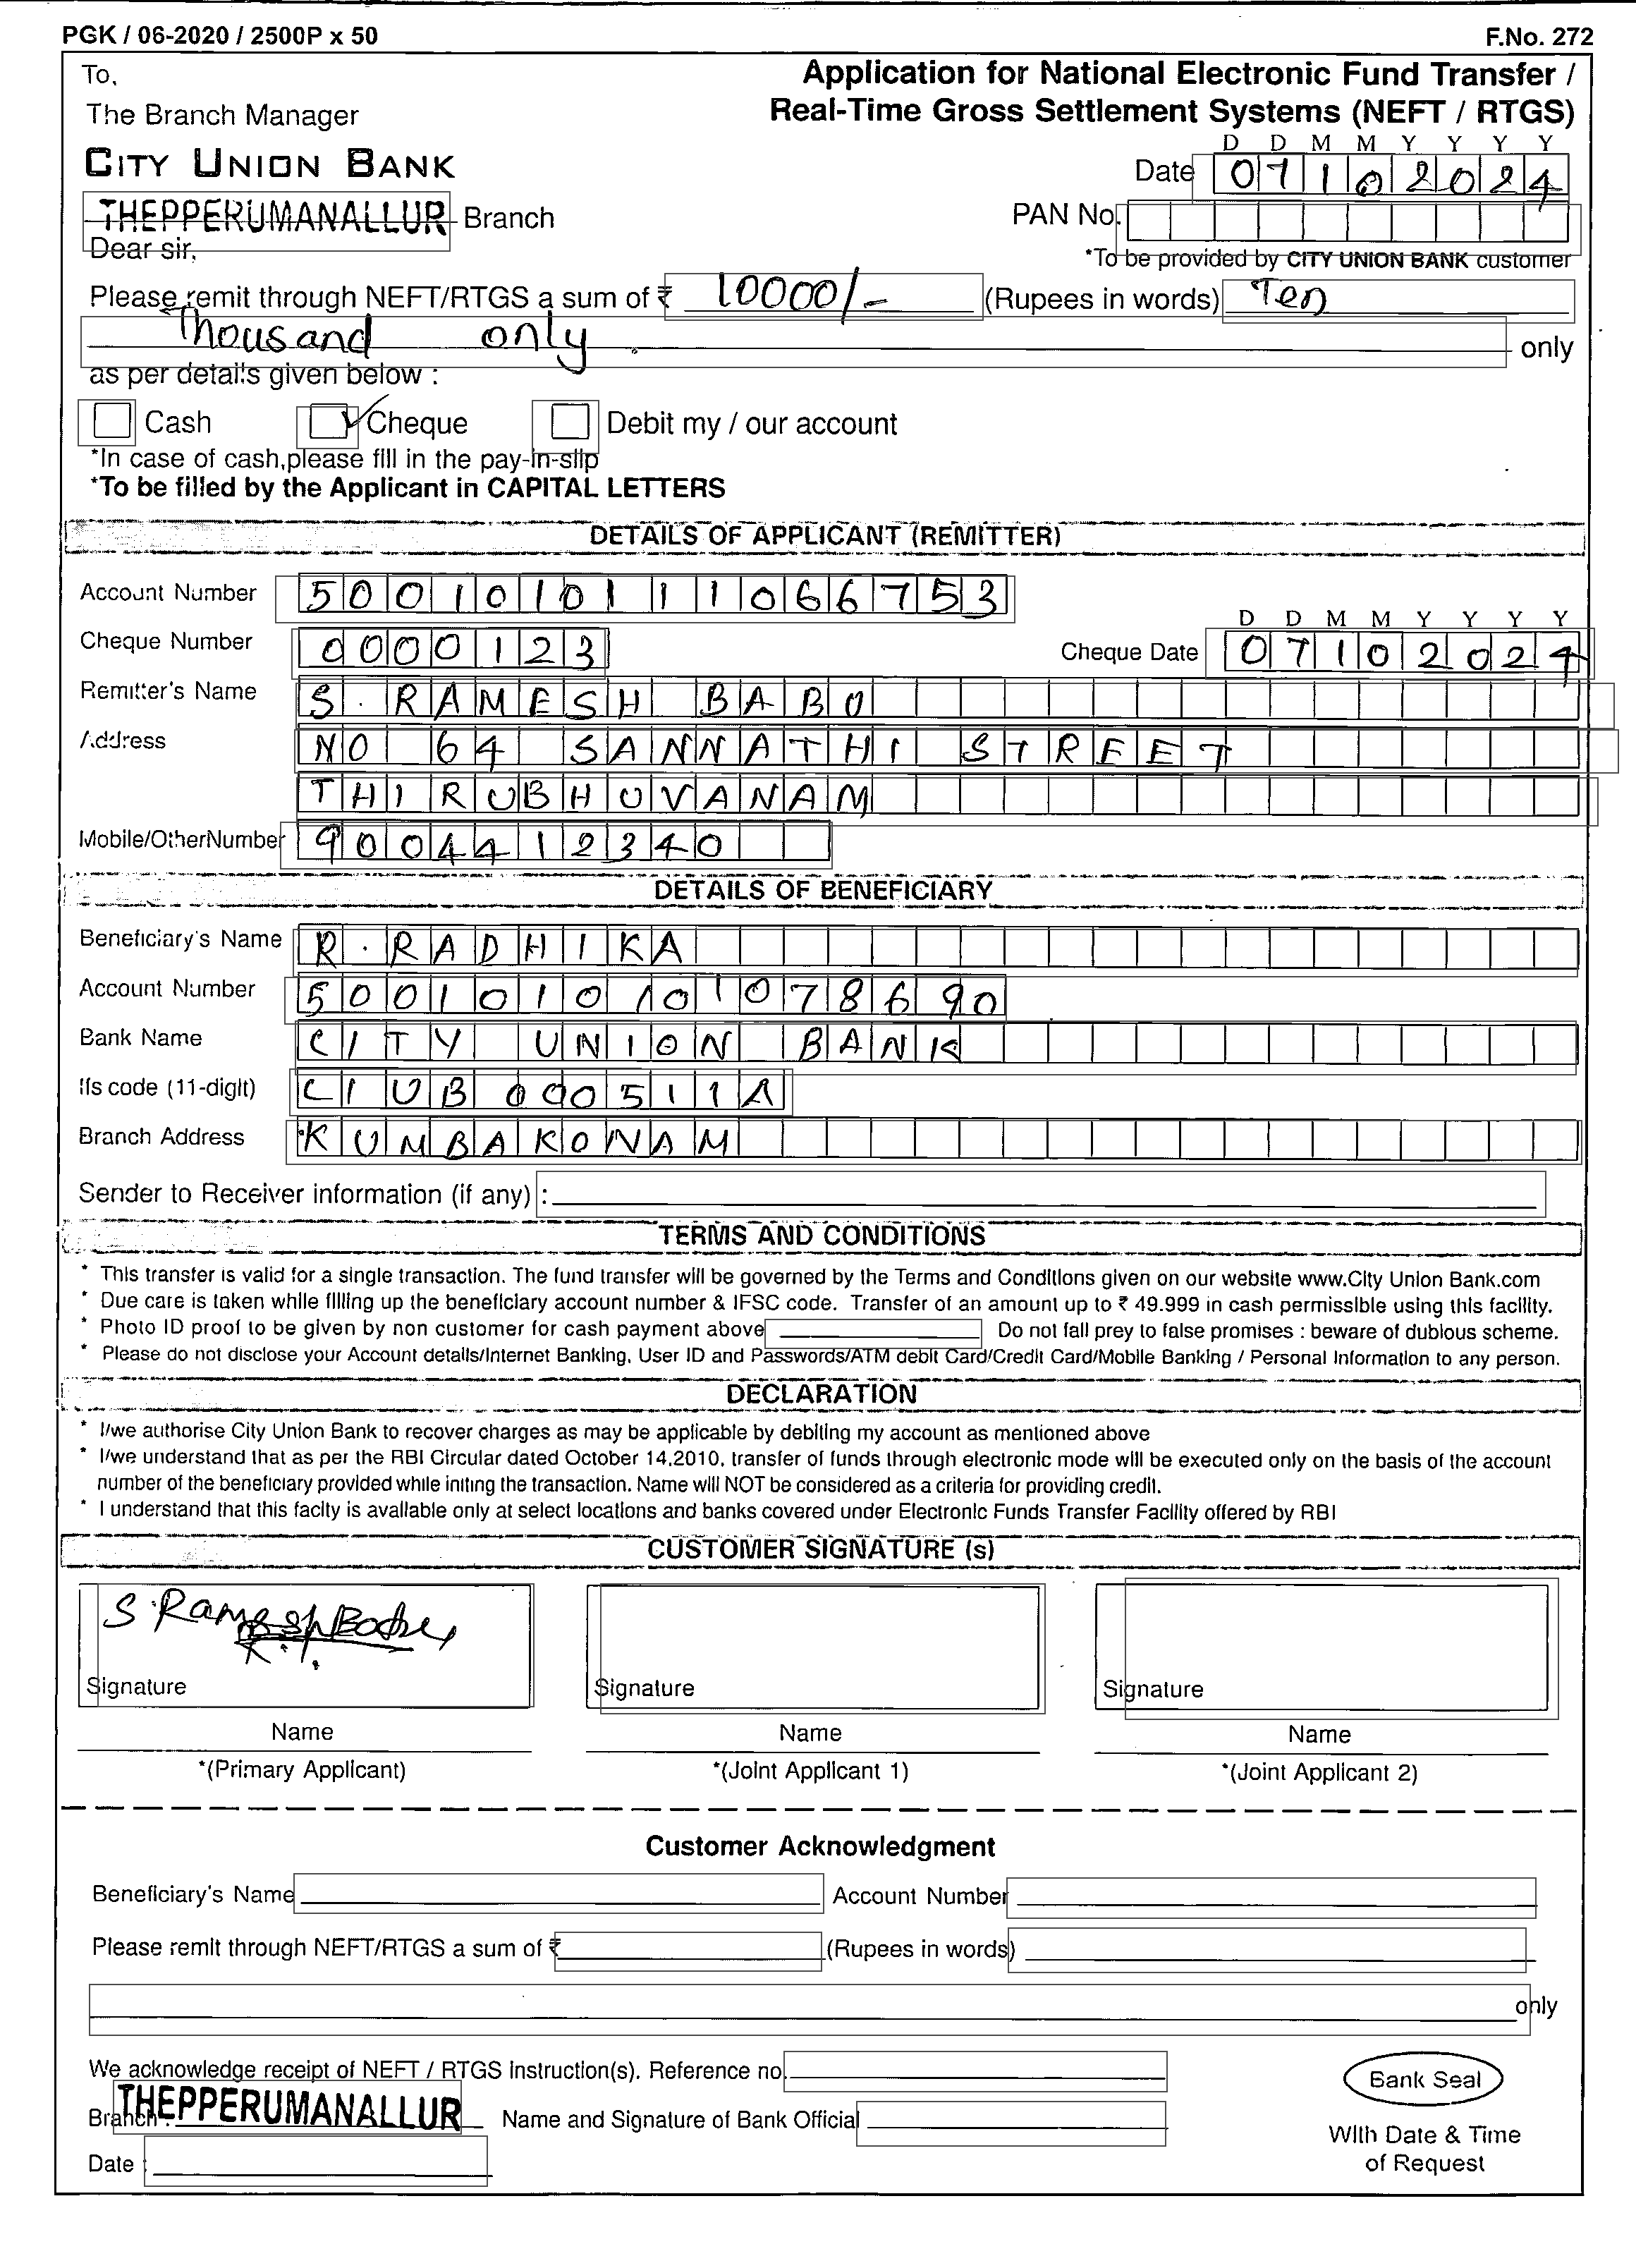 PGK / 06-2020 / 2500P x 50 F.No. 272
To,
Application for National Electronic Fund Transfer /
The Branch Manager
Real-Time Gross Settlement Systems (NEFT / RTGS)
CITY UNION BANK
D D M M Y Y Y Y
Date 07102024
THEPPERUMANALLUR Branch
PAN No.
Dear sir,
*To be provided by CITY UNION BANK customer
Please remit through NEFT/RTGS a sum of ₹ 10000/- (Rupees in words) Ten
Thousand only only
as per details given below :
Cash Cheque Debit my / our account
*In case of cash,please fill in the pay-in-slip
*To be filled by the Applicant in CAPITAL LETTERS
DETAILS OF APPLICANT (REMITTER)
Account Number 5001010111066753
D D M M Y Y Y Y
Cheque Number 0000123 Cheque Date 07102024
Remitter's Name S. RAMESH BABU
Address NO 64 SANNATHI STREET
THIRUBHUVANAM
Mobile/OtherNumber 9004412340
DETAILS OF BENEFICIARY
Beneficiary's Name R. RADHIKA
Account Number 5001010101078690
Bank Name CITY UNION BANK
Ifs code (11-digit) CIUB000511A
Branch Address KUMBAKONAM
Sender to Receiver information (if any) :
TERMS AND CONDITIONS
* This transfer is valid for a single transaction. The fund transfer will be governed by the Terms and Conditions given on our website www.City Union Bank.com
* Due care is taken while filling up the beneficiary account number & IFSC code. Transfer of an amount up to ₹ 49.999 in cash permissible using this facility.
* Photo ID proof to be given by non customer for cash payment above Do not fall prey to false promises : beware of dubious scheme.
* Please do not disclose your Account details/Internet Banking, User ID and Passwords/ATM debit Card/Credit Card/Mobile Banking / Personal Information to any person.
DECLARATION
* I/we authorise City Union Bank to recover charges as may be applicable by debiting my account as mentioned above
* I/we understand that as per the RBI Circular dated October 14,2010, transfer of funds through electronic mode will be executed only on the basis of the account
number of the beneficiary provided while initing the transaction. Name will NOT be considered as a criteria for providing credit.
* I understand that this faclty is available only at select locations and banks covered under Electronic Funds Transfer Facility offered by RBI
CUSTOMER SIGNATURE (s)
S Ramesh Babu
Signature Signature Signature
Name Name Name
*(Primary Applicant) *(Joint Applicant 1) *(Joint Applicant 2)
Customer Acknowledgment
Beneficiary's Name Account Number
Please remit through NEFT/RTGS a sum of ₹ (Rupees in words)
only
We acknowledge receipt of NEFT / RTGS instruction(s). Reference no.
Bank Seal
Branch : THEPPERUMANALLUR Name and Signature of Bank Official
With Date & Time
Date :
of Request